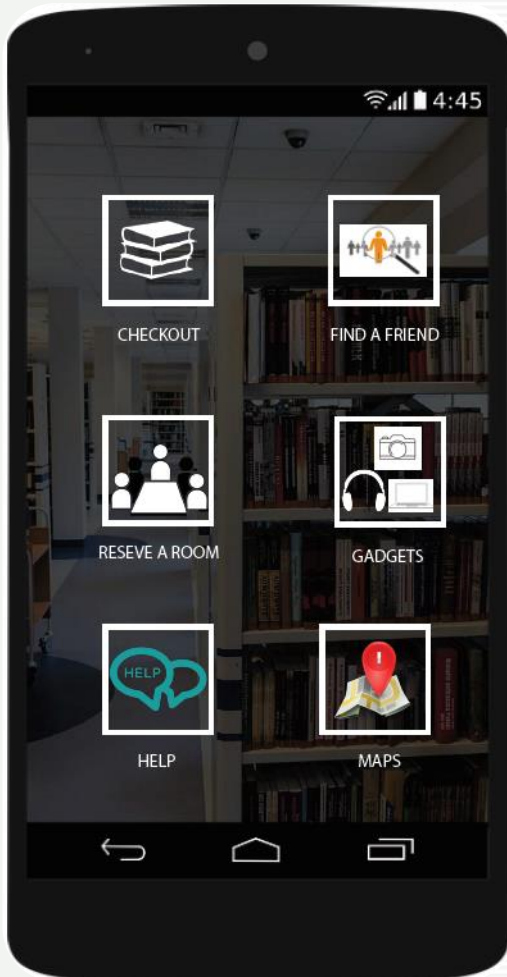 4:45
CHECKOUT
FIND A FRIEND
RESEVE A ROOM
GADGETS
HELP
HELP
MAPS